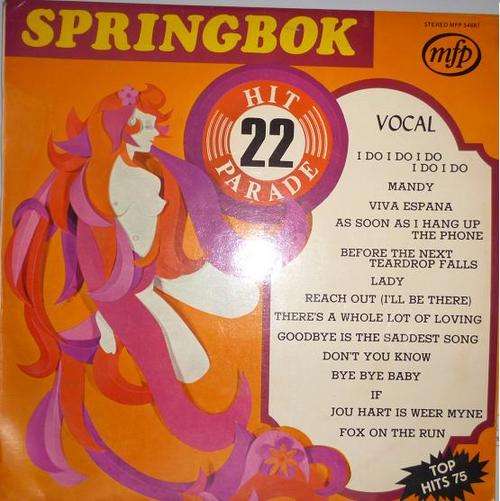 SPRINGBOK
HIT
22
PARADE
mfp
VOCAL
I DO I DO I DO
I DO I DO
MANDY
VIVA ESPANA
AS SOON AS I HANG UP
THE PHONE
BEFORE THE NEXT
TEARDROP FALLS
LADY
REACH OUT (I'LL BE THERE)
THERE'S A WHOLE LOT OF LOVING
GOODBYE IS THE SADDEST SONG
DON'T YOU KNOW
BYE BYE BABY
IF
JOU HART IS WEER MYNE
FOX ON THE RUN
TOP
HITS 75